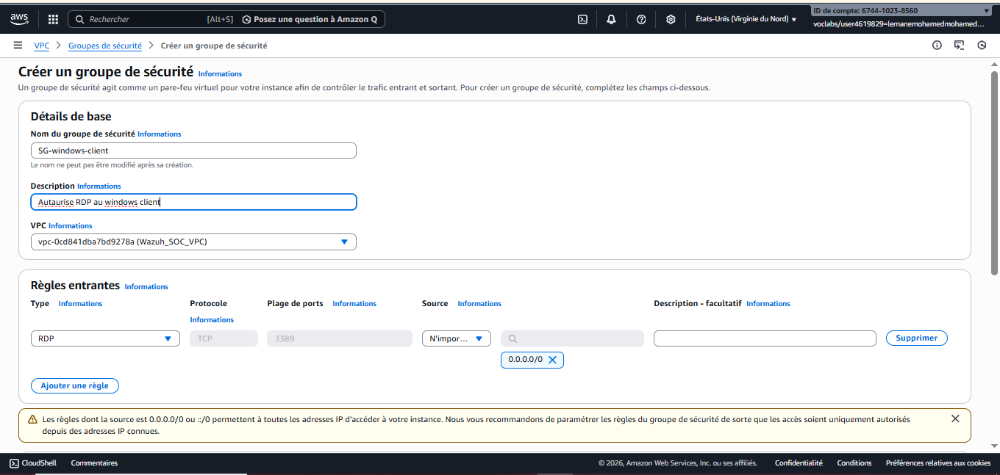 aws
Rechercher [Alt+S] Posez une question à Amazon Q
États-Unis (Virginie du Nord) ▼
ID de compte: 6744-1023-8560
voclabs/user4619829=lemanemohamedmohamed...
VPC > Groupes de sécurité > Créer un groupe de sécurité
Créer un groupe de sécurité Informations
Un groupe de sécurité agit comme un pare-feu virtuel pour votre instance afin de contrôler le trafic entrant et sortant. Pour créer un groupe de sécurité, complétez les champs ci-dessous.
Détails de base
Nom du groupe de sécurité Informations
SG-windows-client
Le nom ne peut pas être modifié après sa création.
Description Informations
Autaurise RDP au windows client
VPC Informations
vpc-0cd841dba7bd9278a (Wazuh_SOC_VPC)
Règles entrantes Informations
Type Informations
Protocole
Informations
Plage de ports Informations
Source Informations
Description - facultatif Informations
RDP
TCP
3389
N'impor...
Supprimer
0.0.0.0/0
Ajouter une règle
Les règles dont la source est 0.0.0.0/0 ou ::/0 permettent à toutes les adresses IP d'accéder à votre instance. Nous vous recommandons de paramétrer les règles du groupe de sécurité de sorte que les accès soient uniquement autorisés
depuis des adresses IP connues.
CloudShell Commentaires © 2026, Amazon Web Services, Inc. ou ses affiliés. Confidentialité Conditions Préférences relatives aux cookies